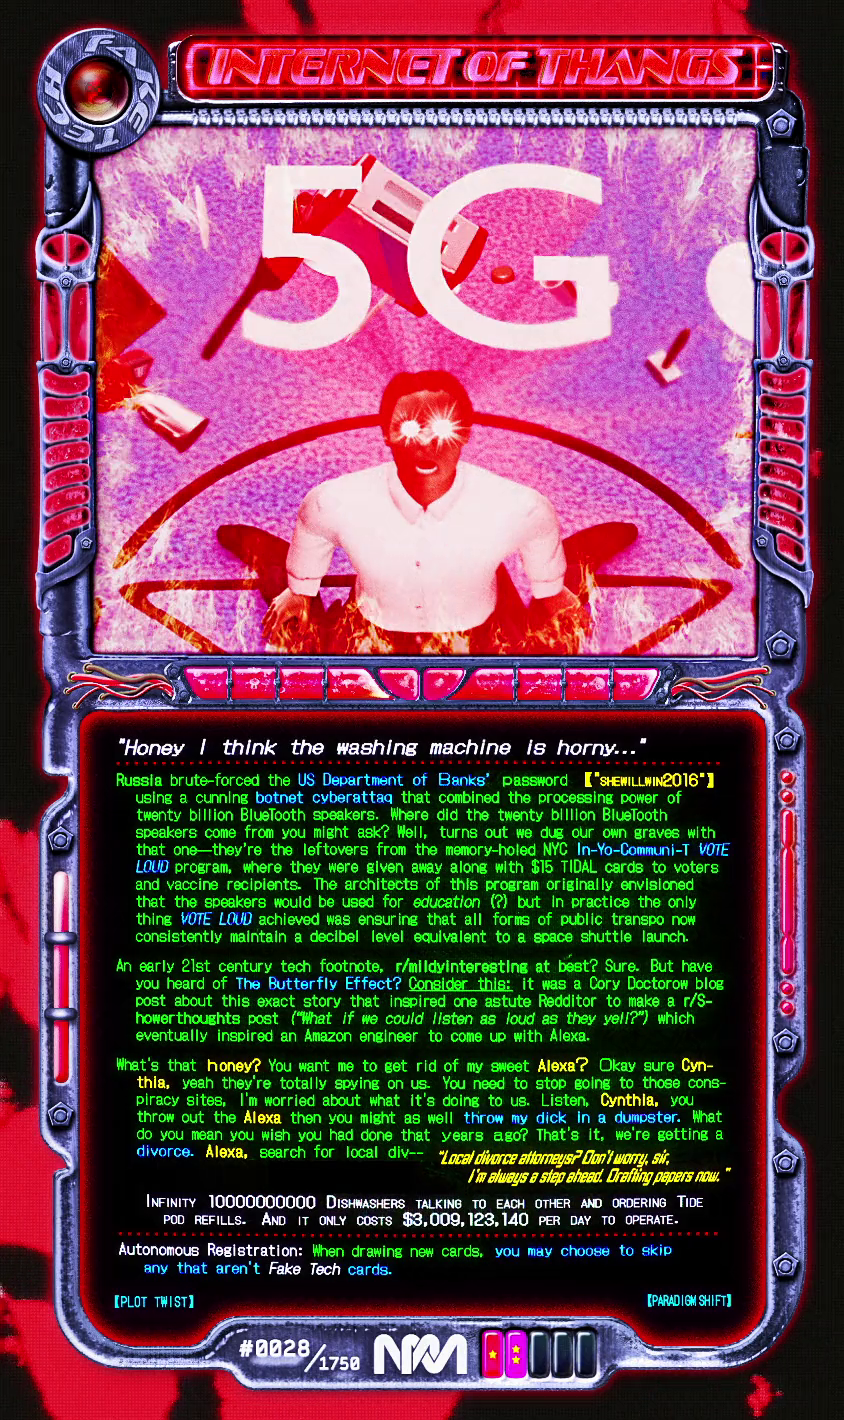 FAKE TECH
INTERNET OF THANGS
5G
"Honey I think the washing machine is horny..."
Russia brute-forced the US Department of Banks' password 【"SHEWILLWIN2016"】
using a cunning botnet cyberattaq that combined the processing power of
twenty billion BlueTooth speakers. Where did the twenty billion BlueTooth
speakers come from you might ask? Well, turns out we dug our own graves with
that one—they're the leftovers from the memory-holed NYC In-Yo-Communi-T VOTE
LOUD program, where they were given away along with $15 TIDAL cards to voters
and vaccine recipients. The architects of this program originally envisioned
that the speakers would be used for education (?) but in practice the only
thing VOTE LOUD achieved was ensuring that all forms of public transpo now
consistently maintain a decibel level equivalent to a space shuttle launch.
An early 21st century tech footnote, r/mildyinteresting at best? Sure. But have
you heard of The Butterfly Effect? Consider this: it was a Cory Doctorow blog
post about this exact story that inspired one astute Redditor to make a r/S-
howerthoughts post ("What if we could listen as loud as they yell?") which
eventually inspired an Amazon engineer to come up with Alexa.
What's that honey? You want me to get rid of my sweet Alexa? Okay sure Cyn-
thia, yeah they're totally spying on us. You need to stop going to those cons-
piracy sites, I'm worried about what it's doing to us. Listen, Cynthia, you
throw out the Alexa then you might as well throw my dick in a dumpster. What
do you mean you wish you had done that years ago? That's it, we're getting a
divorce. Alexa, search for local div-- "Local divorce attorneys? Don't worry, sir,
I'm always a step ahead. Drafting papers now."
INFINITY 10000000000 DISHWASHERS TALKING TO EACH OTHER AND ORDERING TIDE
POD REFILLS. AND IT ONLY COSTS $3,009,123,140 PER DAY TO OPERATE.
Autonomous Registration: When drawing new cards, you may choose to skip
any that aren't Fake Tech cards.
[PLOT TWIST] [PARADIGM SHIFT]
#0028/1750 NPM